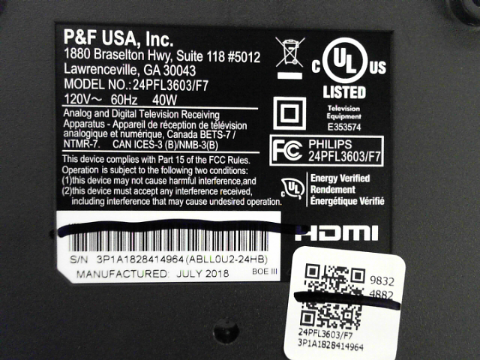 P&F USA, Inc.
1880 Braselton Hwy, Suite 118 #5012
Lawrenceville, GA 30043
MODEL NO.:24PFL3603/F7
120V~ 60Hz 40W
Analog and Digital Television Receiving
Apparatus - Appareil de réception de télévision
analogique et numérique, Canada BETS-7 /
NTMR-7. CAN ICES-3 (B)/NMB-3(B)
This device complies with Part 15 of the FCC Rules.
Operation is subject to the following two conditions:
(1)this device may not cause harmful interference,and
(2)this device must accept any interference received,
including interference that may cause undesired operation.
C UL US
LISTED
Television
Equipment
E353574
FC PHILIPS
24PFL3603/F7
C UL
Energy Verified
Rendement
Énergétique Vérifié
HDMI
S/N 3P1A1828414964(ABLL0U2-24HB)
MANUFACTURED: JULY 2018 BOE III
9832
4882
24PFL3603/F7
3P1A1828414964